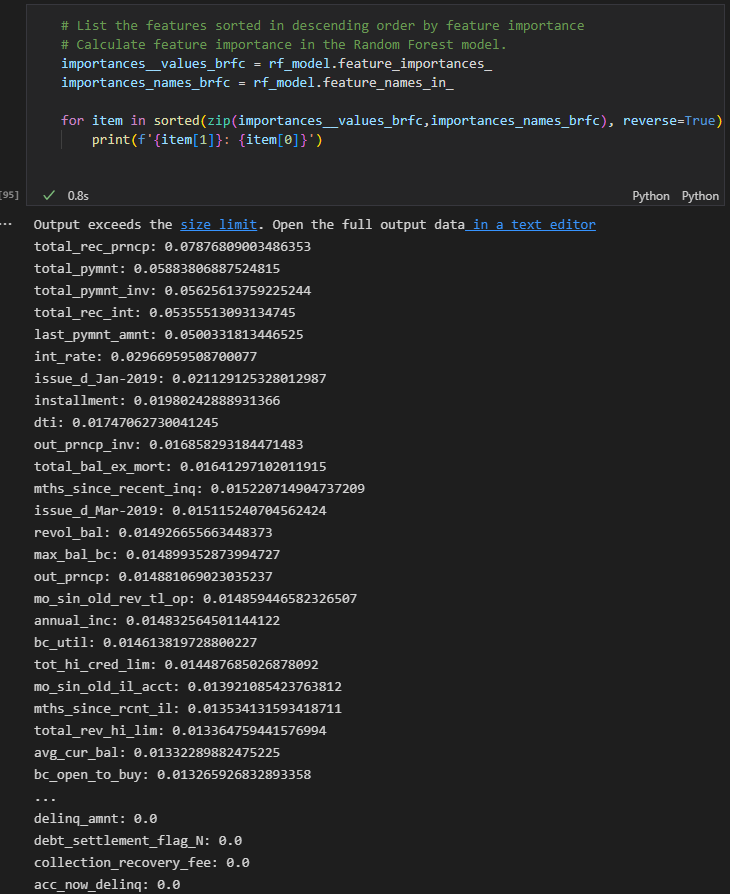 # List the features sorted in descending order by feature importance
# Calculate feature importance in the Random Forest model.
importances__values_brfc = rf_model.feature_importances_
importances_names_brfc = rf_model.feature_names_in_
for item in sorted(zip(importances__values_brfc,importances_names_brfc), reverse=True)
print(f'{item[1]}: {item[0]}')
[95] ✓ 0.8s Python Python
... Output exceeds the size limit. Open the full output data in a text editor
total_rec_prncp: 0.07876809003486353
total_pymnt: 0.05883806887524815
total_pymnt_inv: 0.05625613759225244
total_rec_int: 0.05355513093134745
last_pymnt_amnt: 0.0500331813446525
int_rate: 0.02966959508700077
issue_d_Jan-2019: 0.021129125328012987
installment: 0.01980242888931366
dti: 0.01747062730041245
out_prncp_inv: 0.016858293184471483
total_bal_ex_mort: 0.01641297102011915
mths_since_recent_inq: 0.015220714904737209
issue_d_Mar-2019: 0.015115240704562424
revol_bal: 0.014926655663448373
max_bal_bc: 0.014899352873994727
out_prncp: 0.014881069023035237
mo_sin_old_rev_tl_op: 0.014859446582326507
annual_inc: 0.014832564501144122
bc_util: 0.014613819728800227
tot_hi_cred_lim: 0.014487685026878092
mo_sin_old_il_acct: 0.013921085423763812
mths_since_rcnt_il: 0.013534131593418711
total_rev_hi_lim: 0.013364759441576994
avg_cur_bal: 0.01332289882475225
bc_open_to_buy: 0.013265926832893358
...
delinq_amnt: 0.0
debt_settlement_flag_N: 0.0
collection_recovery_fee: 0.0
acc_now_delinq: 0.0